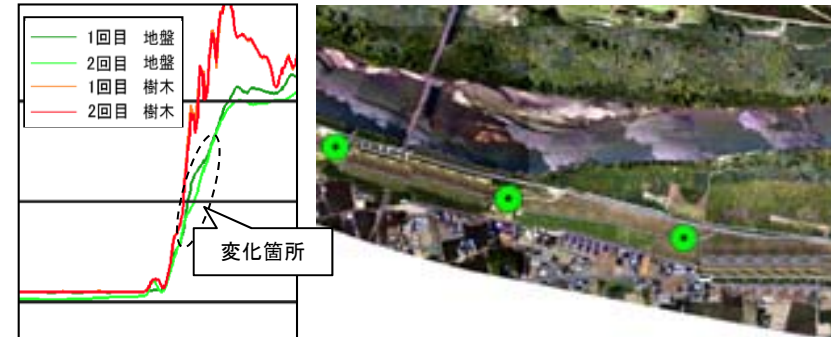 1回目 地盤
2回目 地盤
1回目 樹木
2回目 樹木
変化箇所